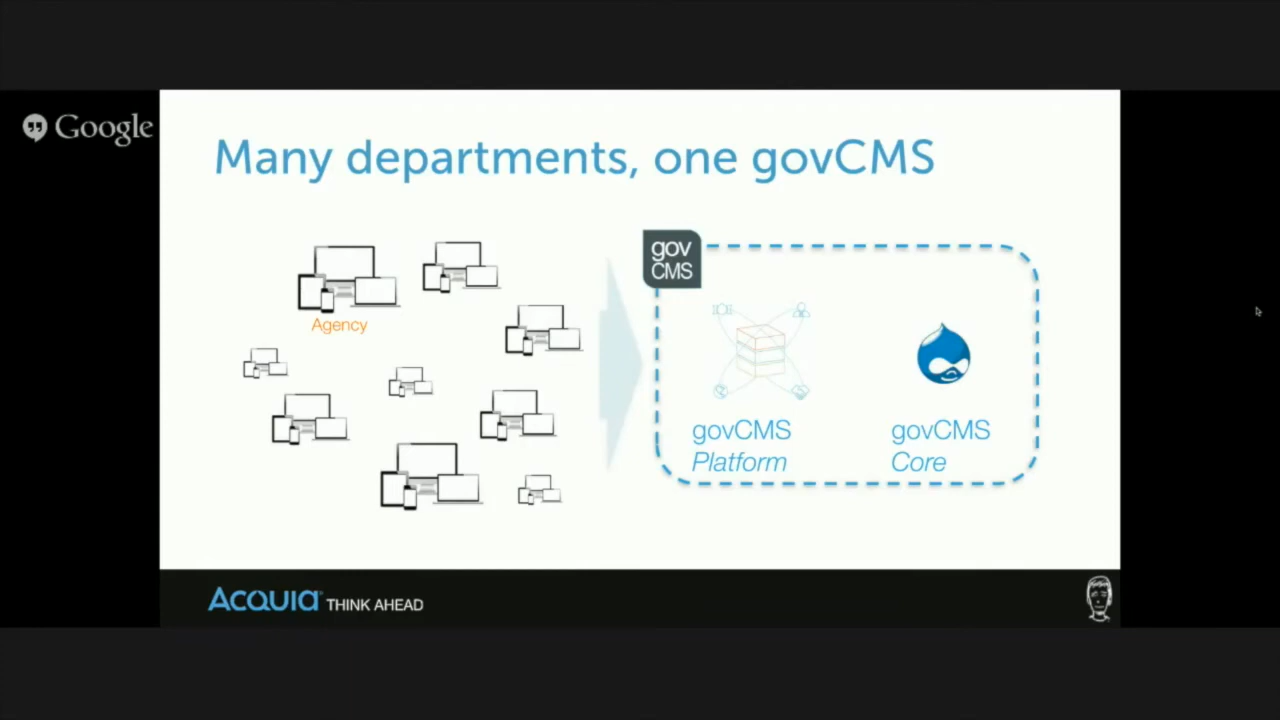 Google
Many departments, one govCMS
gov
CMS
Agency
govCMS
Platform
govCMS
Core
Acquia THINK AHEAD